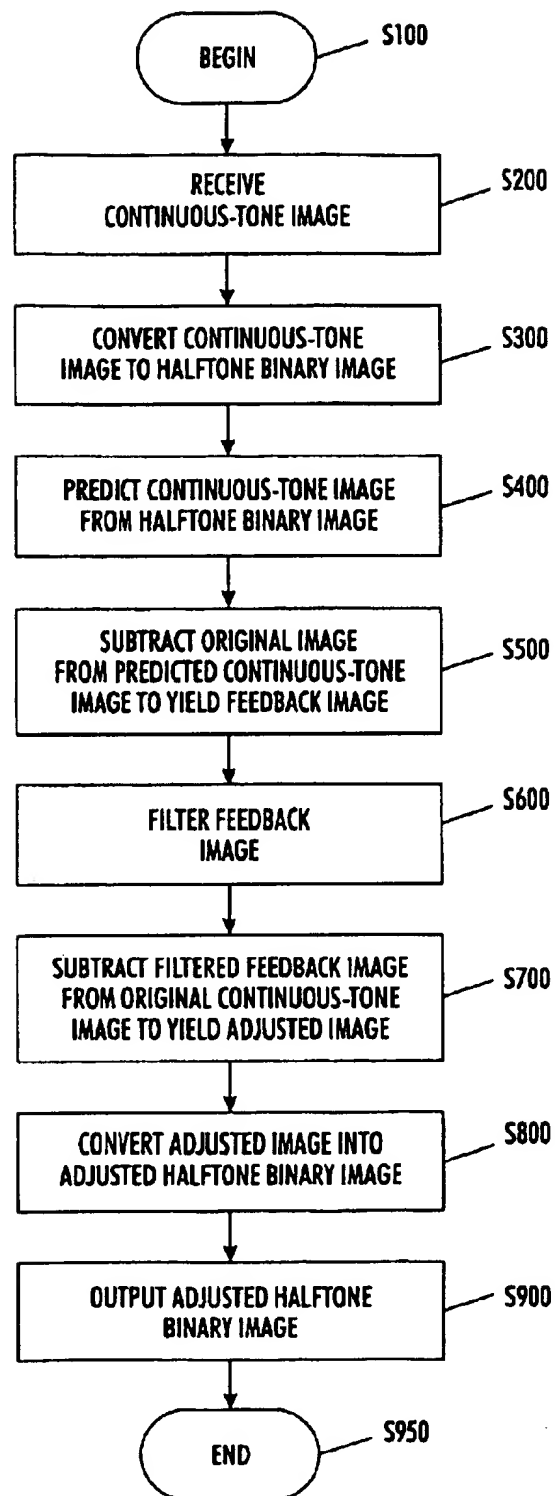 BEGIN
S100
RECEIVE
CONTINUOUS-TONE IMAGE
S200
CONVERT CONTINUOUS-TONE
IMAGE TO HALFTONE BINARY IMAGE
S300
PREDICT CONTINUOUS-TONE IMAGE
FROM HALFTONE BINARY IMAGE
S400
SUBTRACT ORIGINAL IMAGE
FROM PREDICTED CONTINUOUS-TONE
IMAGE TO YIELD FEEDBACK IMAGE
S500
FILTER FEEDBACK
IMAGE
S600
SUBTRACT FILTERED FEEDBACK IMAGE
FROM ORIGINAL CONTINUOUS-TONE
IMAGE TO YIELD ADJUSTED IMAGE
S700
CONVERT ADJUSTED IMAGE INTO
ADJUSTED HALFTONE BINARY IMAGE
S800
OUTPUT ADJUSTED HALFTONE
BINARY IMAGE
S900
END
S950